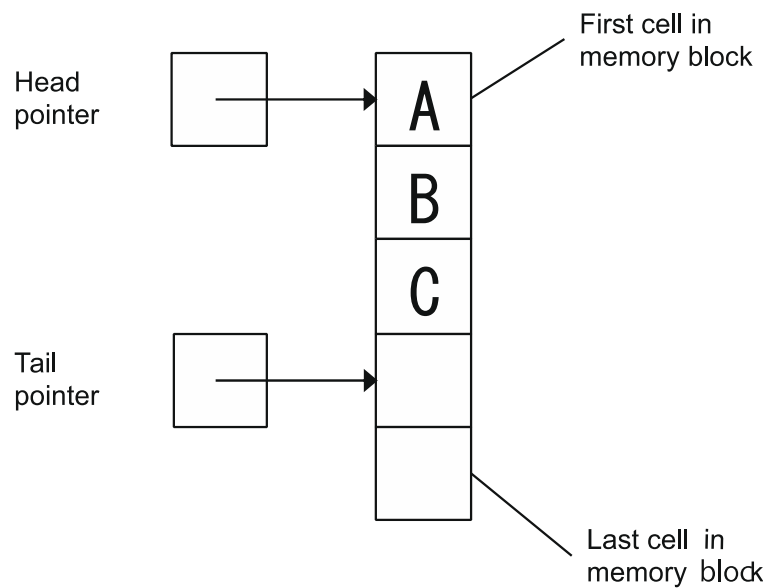 First cell in
memory block
Head
pointer
A
B
C
Tail
pointer
Last cell in
memory block